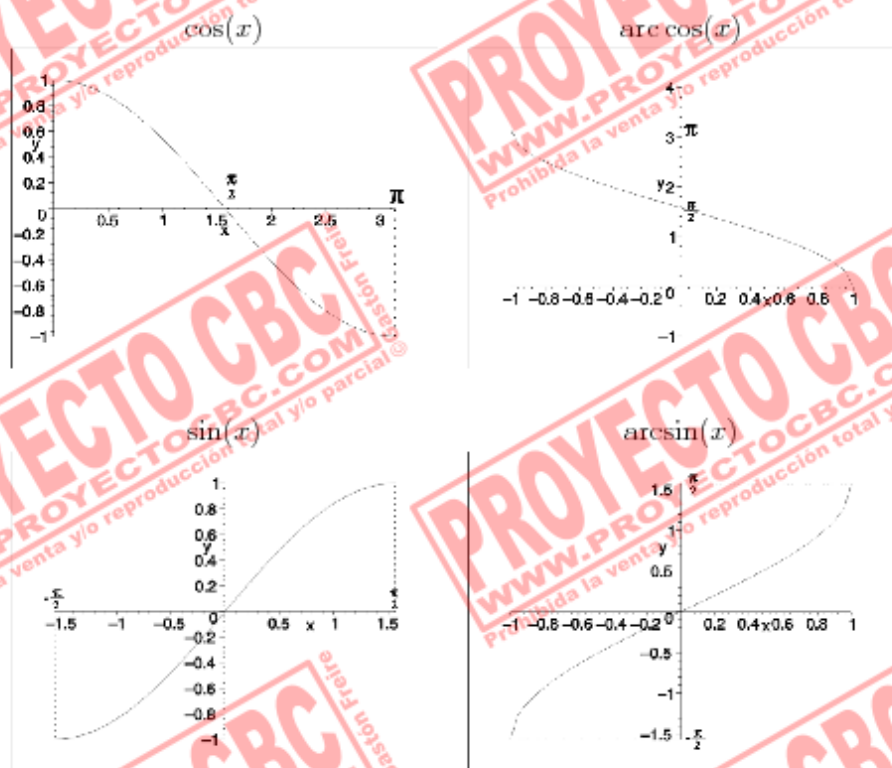 cos(x)
1
0.8
0.6
y
0.4
0.2
0
0.5 1 1.5 2 2.5 3
x
π/2
π
−0.2
−0.4
−0.6
−0.8
−1
arc cos(x)
4
3
π
y 2
π/2
1
0
−1 −0.8 −0.6 −0.4 −0.2 0.2 0.4 x 0.6 0.8 1
−1
sin(x)
1
0.8
0.6
y
0.4
0.2
-π/2
π/2
0
−1.5 −1 −0.5 0.5 x 1 1.5
−0.2
−0.4
−0.6
−0.8
−1
arcsin(x)
1.5
π/2
1
y
0.5
0
−1 −0.8 −0.6 −0.4 −0.2 0.2 0.4 x 0.6 0.8 1
−0.5
−1
−1.5
-π/2
PROYECTO CBC
WWW.PROYECTOCBC.COM
Prohibida la venta y/o reproducción total y/o parcial©
Gastón Freire